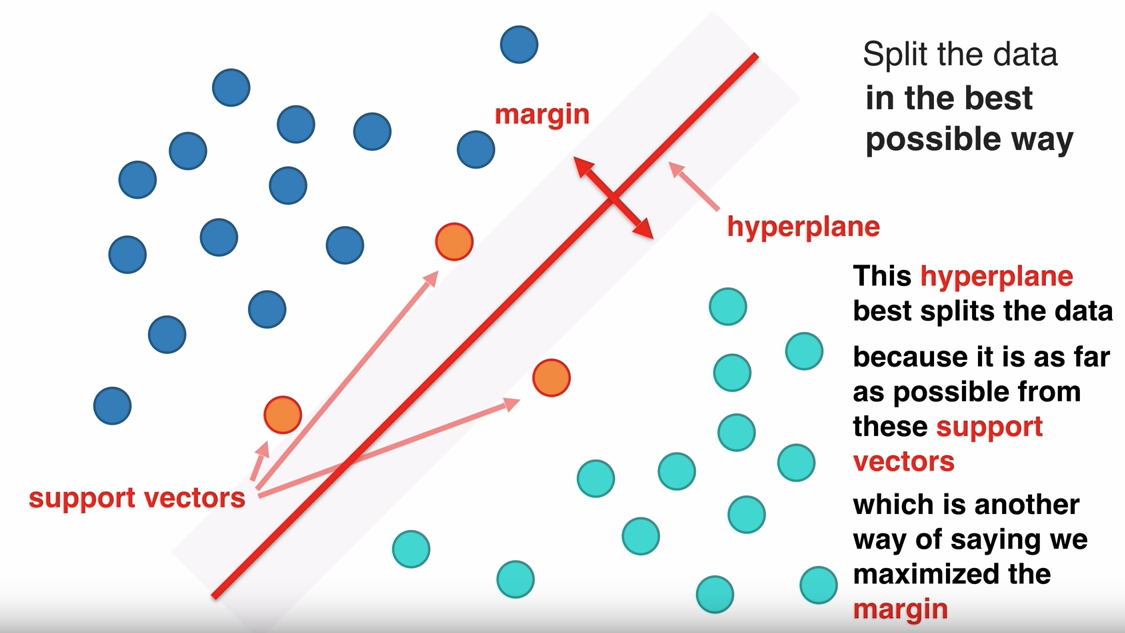 Split the data
in the best
possible way
margin
hyperplane
This hyperplane
best splits the data
because it is as far
as possible from
these support
vectors
support vectors
which is another
way of saying we
maximized the
margin